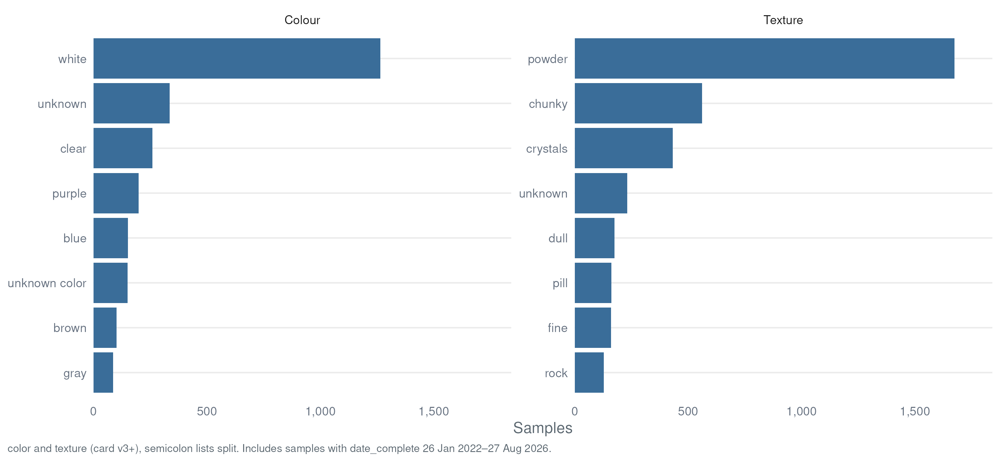 Colour
white
unknown
clear
purple
blue
unknown color
brown
gray
0 500 1,000 1,500
Texture
powder
chunky
crystals
unknown
dull
pill
fine
rock
0 500 1,000 1,500
Samples
color and texture (card v3+), semicolon lists split. Includes samples with date_complete 26 Jan 2022–27 Aug 2026.